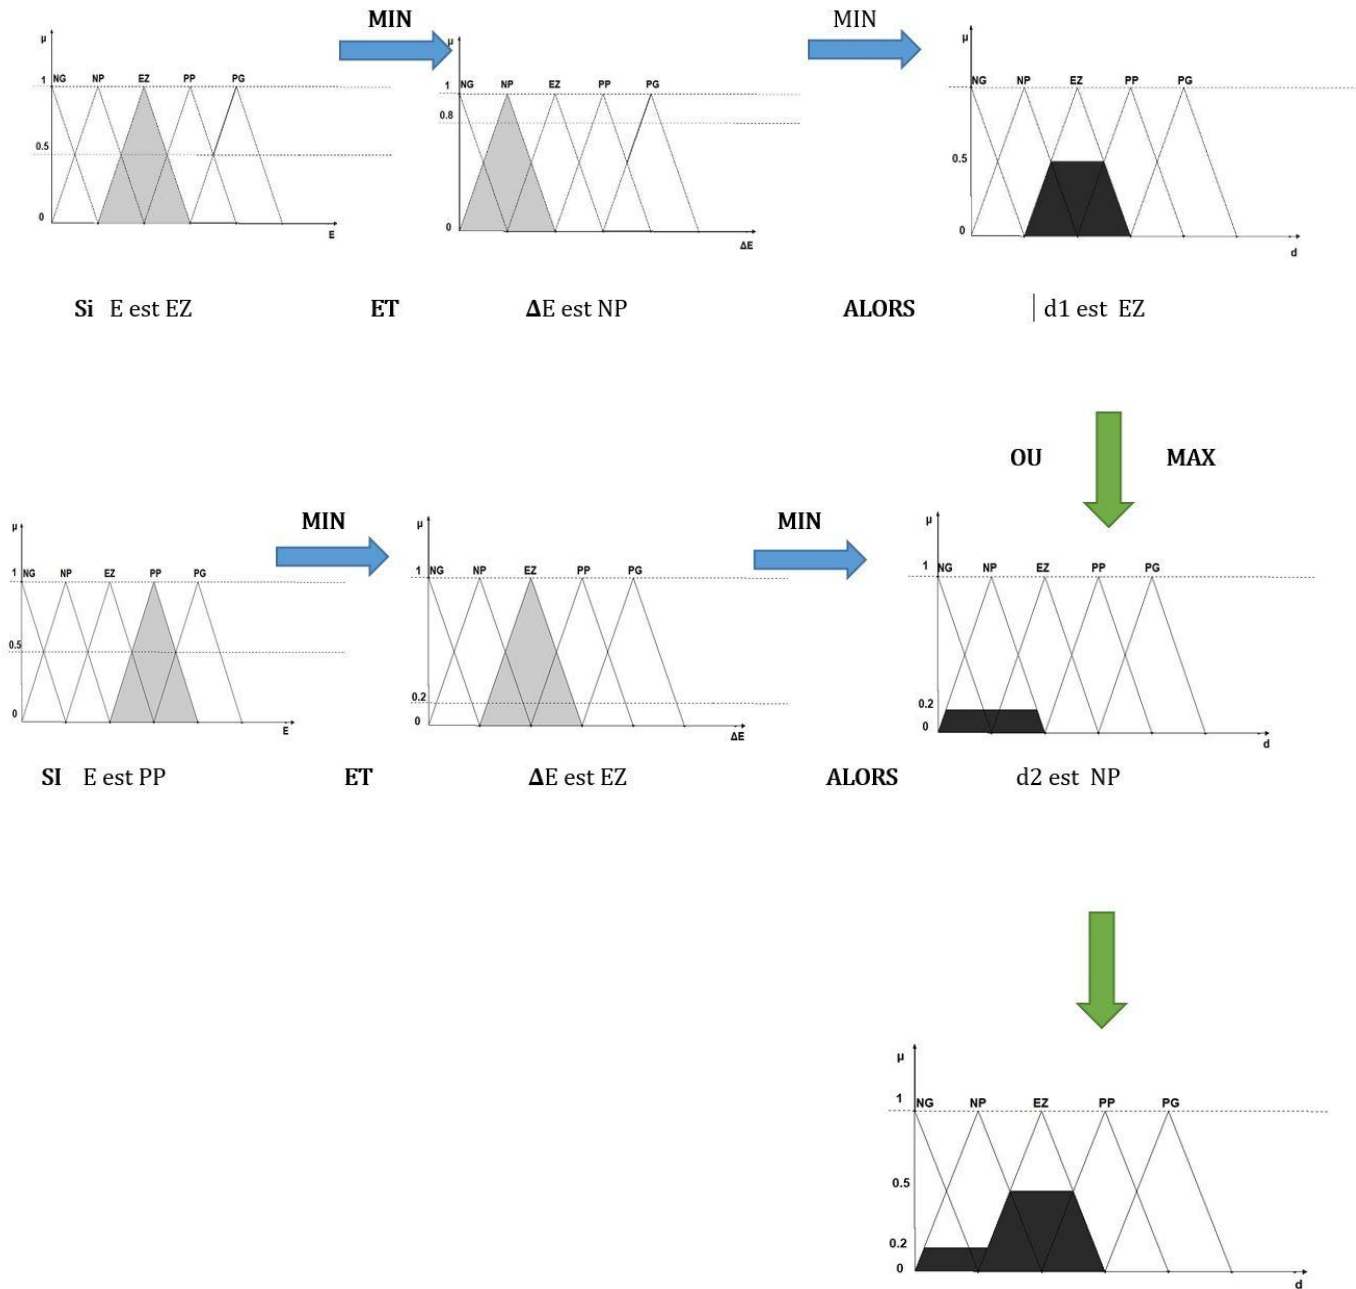 MIN
MIN
µ
1 NG NP EZ PP PG
0.5
0
E
µ
1 NG NP EZ PP PG
0.8
0
ΔE
µ
NG NP EZ PP PG
0.5
0
d
Si E est EZ ET ΔE est NP ALORS | d1 est EZ
OU MAX
MIN
MIN
µ
1 NG NP EZ PP PG
0.5
0
E
µ
1 NG NP EZ PP PG
0.2
0
ΔE
µ
1 NG NP EZ PP PG
0.2
0
d
SI E est PP ET ΔE est EZ ALORS d2 est NP
µ
1 NG NP EZ PP PG
0.5
0.2
0
d